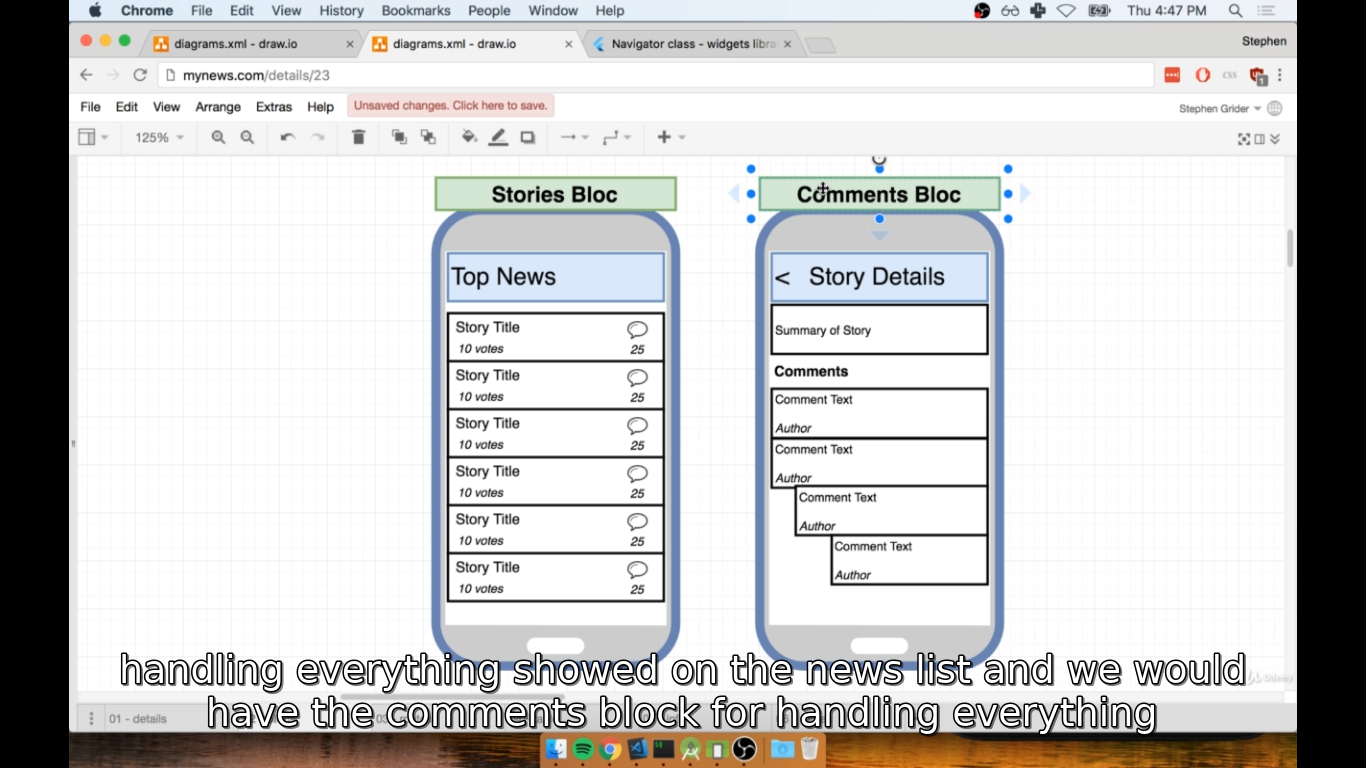 Chrome File Edit View History Bookmarks People Window Help Thu 4:47 PM
diagrams.xml - draw.io diagrams.xml - draw.io Navigator class - widgets libra Stephen
mynews.com/details/23
File Edit View Arrange Extras Help Unsaved changes. Click here to save. Stephen Grider
125%
Stories Bloc
Top News
Story Title
10 votes 25
Story Title
10 votes 25
Story Title
10 votes 25
Story Title
10 votes 25
Story Title
10 votes 25
Story Title
10 votes 25
Comments Bloc
< Story Details
Summary of Story
Comments
Comment Text
Author
Comment Text
Author
Comment Text
Author
Comment Text
Author
handling everything showed on the news list and we would
have the comments block for handling everything
01 - details
Udemy